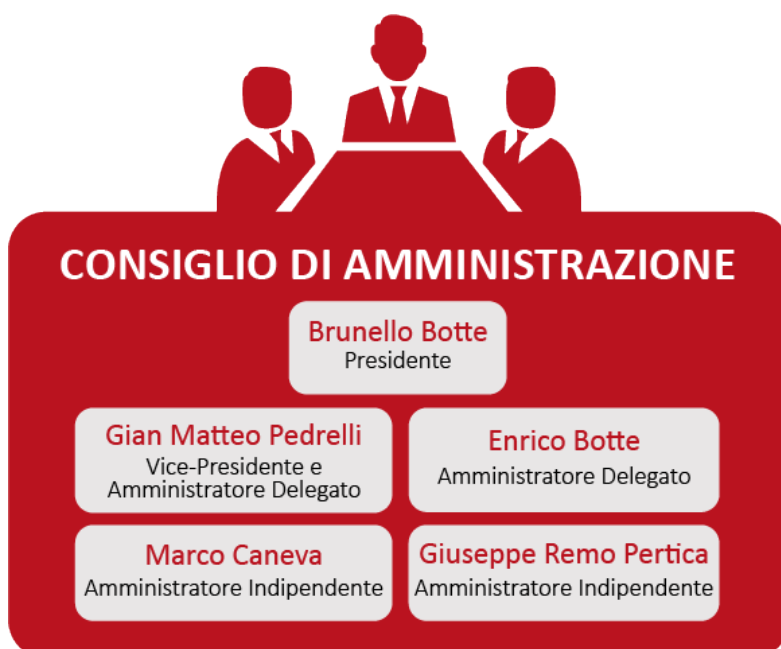 CONSIGLIO DI AMMINISTRAZIONE
Brunello Botte
Presidente
Gian Matteo Pedrelli
Vice-Presidente e
Amministratore Delegato
Enrico Botte
Amministratore Delegato
Marco Caneva
Amministratore Indipendente
Giuseppe Remo Pertica
Amministratore Indipendente